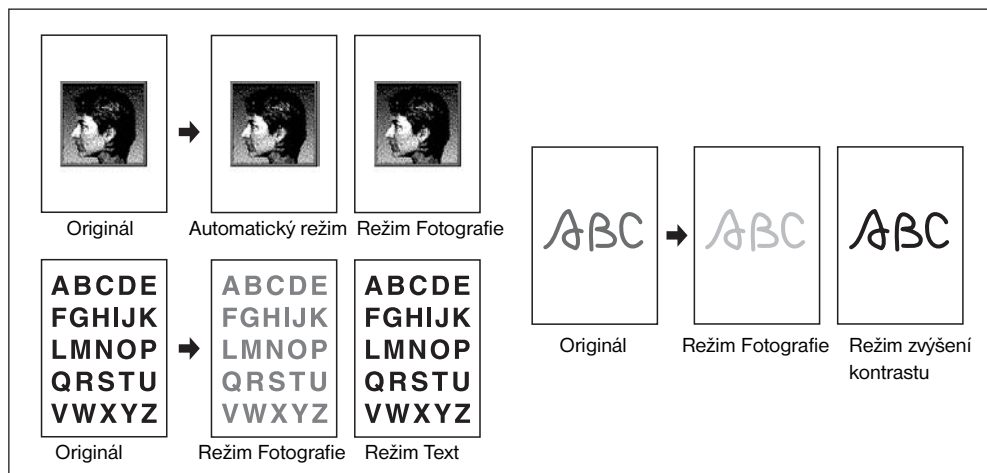 Originál
Automatický režim
Režim Fotografie
ABCDE
FGHIJK
LMNOP
QRSTU
VWXYZ
ABCDE
FGHIJK
LMNOP
QRSTU
VWXYZ
ABCDE
FGHIJK
LMNOP
QRSTU
VWXYZ
Originál
Režim Fotografie
Režim Text
ABC
ABC
ABC
Originál
Režim Fotografie
Režim zvýšení
kontrastu